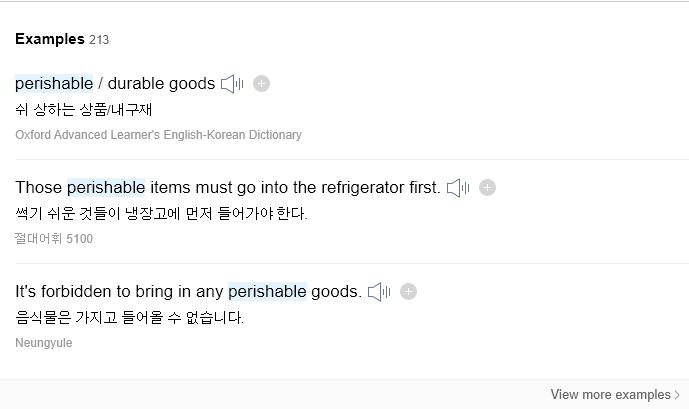 Examples 213
perishable / durable goods
쉬 상하는 상품/내구재
Oxford Advanced Learner's English-Korean Dictionary
Those perishable items must go into the refrigerator first.
썩기 쉬운 것들이 냉장고에 먼저 들어가야 한다.
절대어휘 5100
It's forbidden to bring in any perishable goods.
음식물은 가지고 들어올 수 없습니다.
Neungyule
View more examples